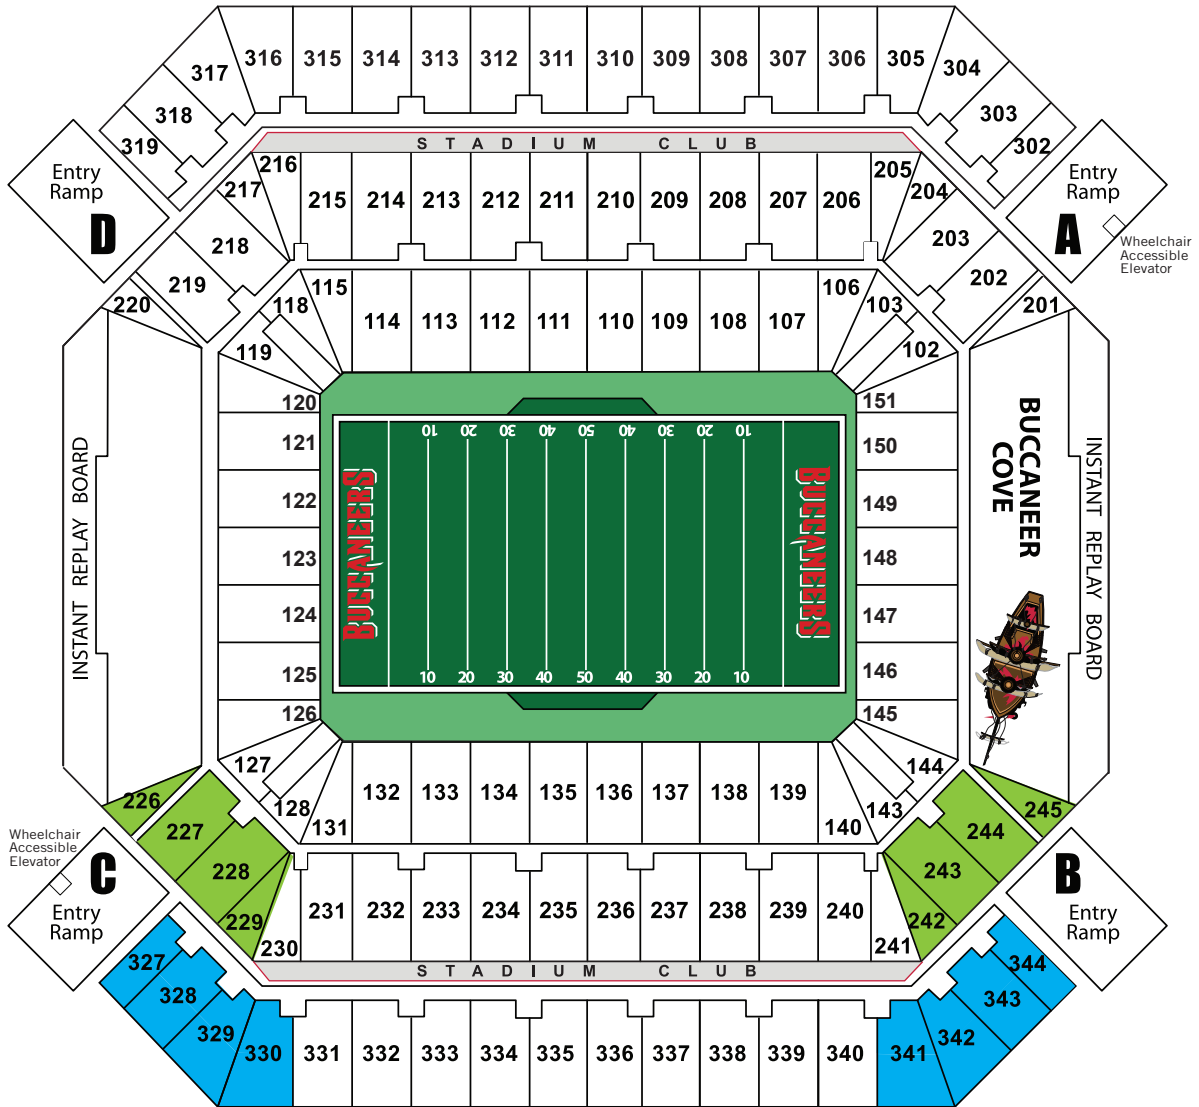 316 315 314 313 312 311 310 309 308 307 306 305
317 304
318 303
319 302
STADIUM CLUB
Entry
Ramp
D
Entry
Ramp
A
Wheelchair
Accessible
Elevator
216 205
217 204
215 214 213 212 211 210 209 208 207 206
218 203
219 202
220 201
115 106
118 103
114 113 112 111 110 109 108 107
119 102
120 151
121 150
122 149
123 148
124 147
125 146
126 145
10 20 30 40 50 40 30 20 10
BUCCANEERS
BUCCANEERS
10 20 30 40 50 40 30 20 10
INSTANT REPLAY BOARD
BUCCANEER
COVE
INSTANT REPLAY BOARD
127 144
128 143
132 133 134 135 136 137 138 139
131 140
226 245
227 244
228 243
229 242
231 232 233 234 235 236 237 238 239 240
230 241
STADIUM CLUB
Wheelchair
Accessible
Elevator
C
Entry
Ramp
B
Entry
Ramp
327 344
328 343
329 342
330 331 332 333 334 335 336 337 338 339 340 341